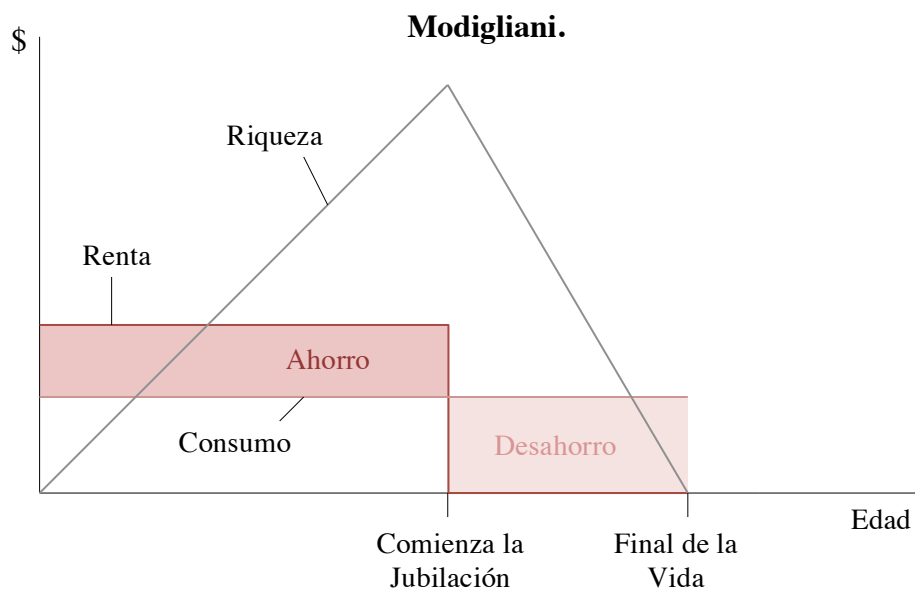 Modigliani.
$
Riqueza
Renta
Ahorro
Consumo
Desahorro
Edad
Comienza la
Jubilación
Final de la
Vida